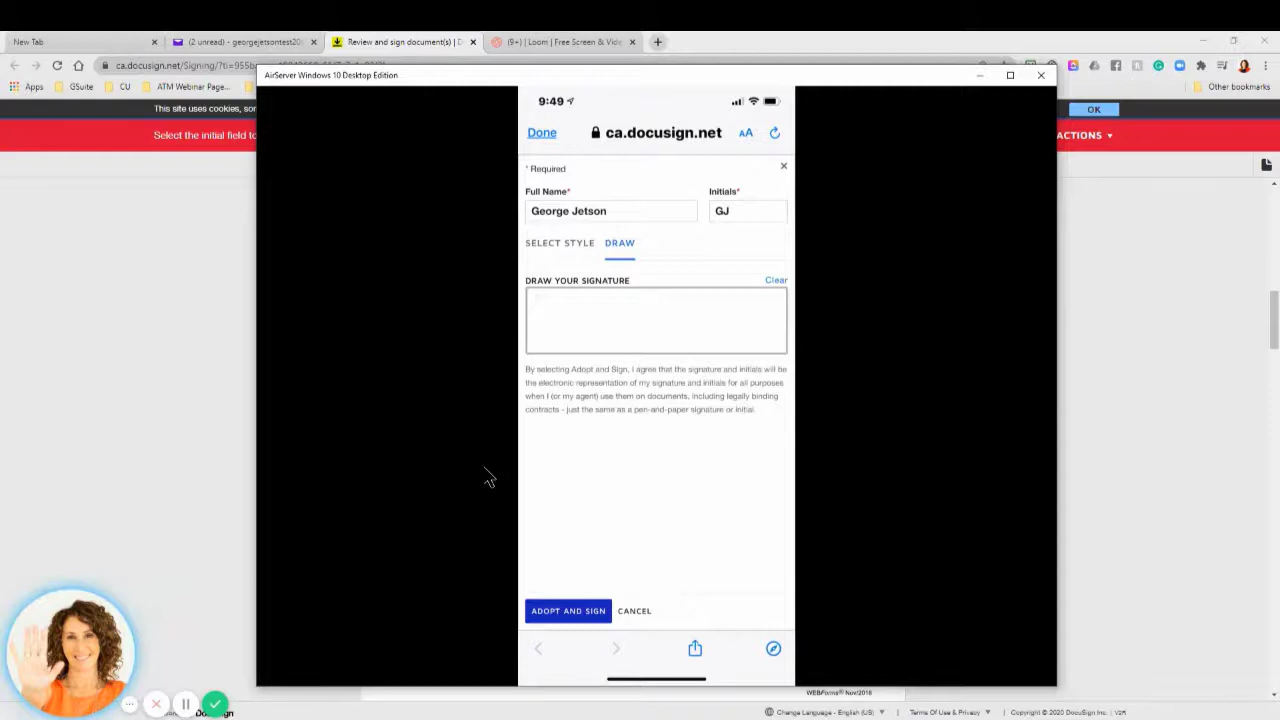 New Tab
(2 unread) - georgejetsontest20
Review and sign document(s) | D
(9+) Loom | Free Screen & Vide
Apps
GSuite
CU
ATM Webinar Page...
Other bookmarks
AirServer Windows 10 Desktop Edition
This site uses cookies, so
OK
Select the initial field to
ACTIONS
9:49
Done
ca.docusign.net
AA
* Required
Full Name*
Initials*
George Jetson
GJ
SELECT STYLE
DRAW
DRAW YOUR SIGNATURE
Clear
By selecting Adopt and Sign, I agree that the signature and initials will be
the electronic representation of my signature and initials for all purposes
when I (or my agent) use them on documents, including legally binding
contracts - just the same as a pen-and-paper signature or initial.
ADOPT AND SIGN
CANCEL
WEBForms® Nov/2018
DocuSign
Change Language - English (US)
Terms Of Use & Privacy
Copyright © 2020 DocuSign Inc. | V2R